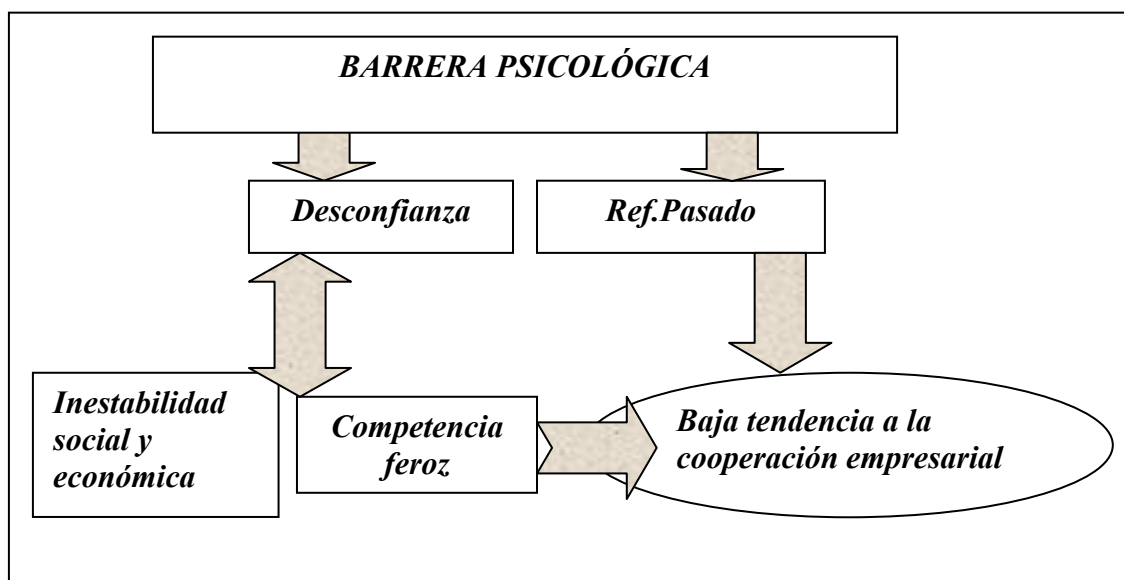 BARRERA PSICOLÓGICA
Desconfianza
Ref.Pasado
Inestabilidad
social y
económica
Competencia
feroz
Baja tendencia a la
cooperación empresarial